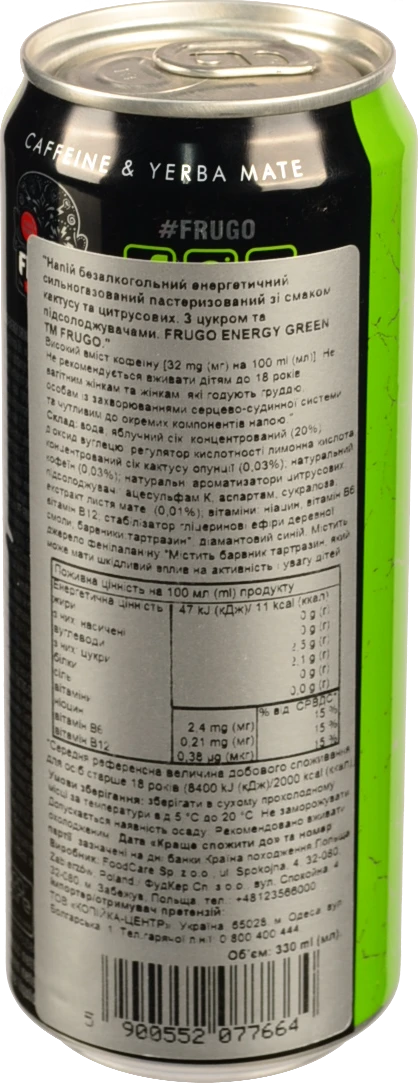 CAFFEINE & YERBA MATE
#FRUGO
"Напій безалкогольний енергетичний
сильногазований пастеризований зі смаком
кактусу та цитрусових. З цукром та
підсолоджувачами. FRUGO ENERGY GREEN
ТМ FRUGO."
Високий вміст кофеїну [32 mg (мг) на 100 ml (мл)] Не
рекомендується вживати дітям до 18 років
вагітним жінкам та жінкам які годують груддю,
особам із захворюваннями серцево-судинної системи
та чутливим до окремих компонентів напою "
Склад: вода, яблучний сік концентрований (20%),
діоксид вуглецю регулятор кислотності лимонна кислота
концентрований сік кактусу опунції (0,03%), натуральний
кофеїн (0,03%), натуральні ароматизатори цитрусових
підсолоджувачі ацесульфам К, аспартам, сукралоза,
екстракт листя мате (0,01%), вітаміни: ніацин, вітамін В6
вітамін В12, стабілізатор гліцеринові ефіри деревної
смоли, барвники тартразин* діамантовий синій. Містить
джерело фенілаланіну "Містить барвник тартразин, який
може мати шкідливий вплив на активність і увагу дітей
Поживна цінність на 100 мл (ml) продукту
Енергетична цінність 47 kJ (кДж)/ 11 kcal (ккал)
жири 0 g (г)
з них насичені 0 g (г)
вуглеводи 2,5 g (г)
з них: цукри 2,1 g (г)
білки 0 g (г)
сіль 0,0 g (г)
вітаміни % від СРВДС*
ніоцин 2,4 mg (мг) 15 %
вітамін В6 0,21 mg (мг) 15 %
вітамін В12 0,38 µg (мкг) 15 %
*Середня референсна величина добового споживання
для осіб старше 18 років (8400 kJ (кДж)/2000 kcal (ккал)
Умови зберігання: зберігати в сухому прохолодному
місці за температури від 5 °С до 20 °С Не заморожувати
Допускається наявність осаду Рекомендовано вживати
охолодженим Дата «Краще спожити до» та номер
партії зазначені на дні банки Країна походження Польща
Виробник: FoodCare Sp z o.o., ul Spokojna 4, 32-080
Zabierzów, Poland / ФудКер Сп з о.о. вул. Спокойна 4
32-080 м Забежув Польща тел.: +48123566000
Імпортер/отримувач претензій:
ТОВ «КОПІЙКА-ЦЕНТР» Україна 65028 м Одеса вул
Болгарська 1 Тел гарячої лінії 0 800 400 444
Об'єм: 330 ml (мл).
5 900552 077664